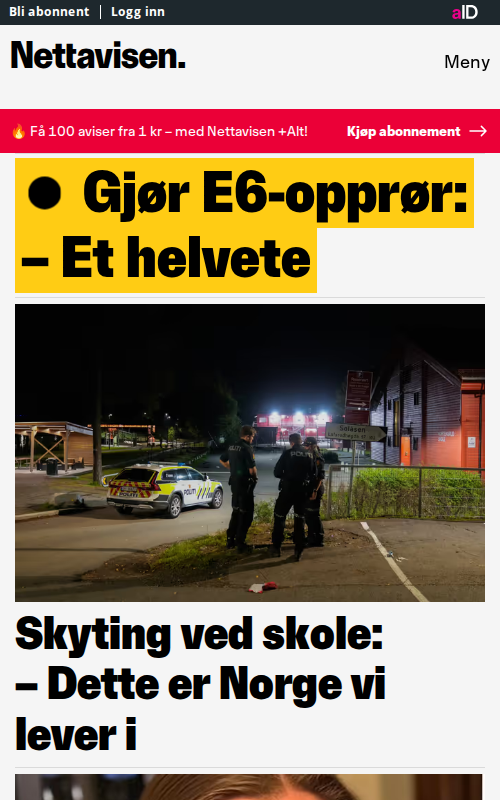 Bli abonnent
Logg inn
aID
Nettavisen.
Meny
🔥 Få 100 aviser fra 1 kr – med Nettavisen +Alt!
Kjøp abonnement →
Gjør E6-opprør:
– Et helvete
POLITI
Skyting ved skole:
– Dette er Norge vi
lever i